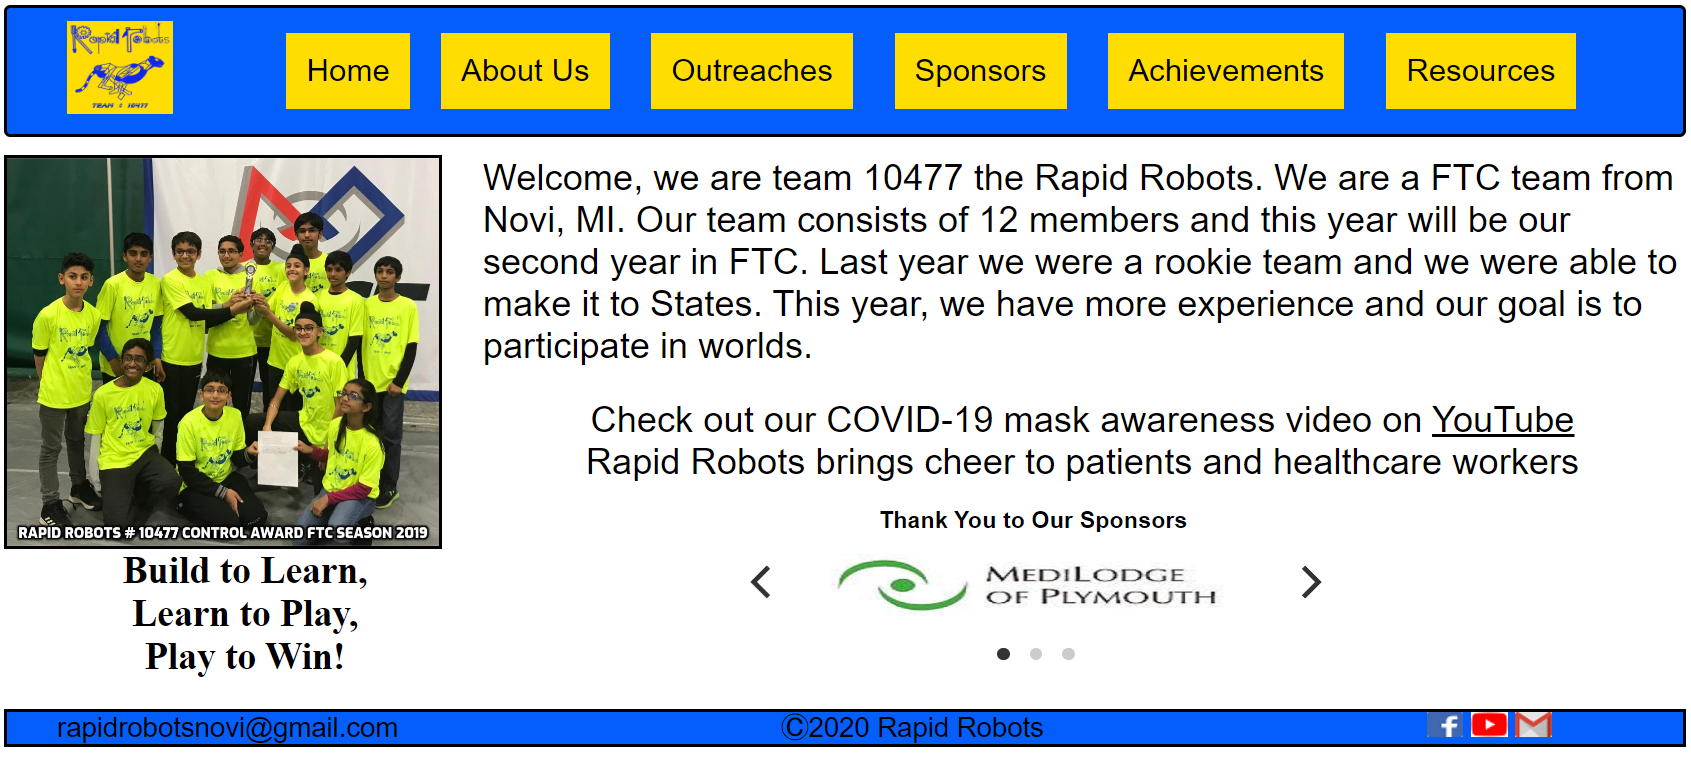 Rapid Robots
TEAM # 10477
Home
About Us
Outreaches
Sponsors
Achievements
Resources
Welcome, we are team 10477 the Rapid Robots. We are a FTC team from
Novi, MI. Our team consists of 12 members and this year will be our
second year in FTC. Last year we were a rookie team and we were able to
make it to States. This year, we have more experience and our goal is to
participate in worlds.
RAPID ROBOTS # 10477 CONTROL AWARD FTC SEASON 2019
Build to Learn,
Learn to Play,
Play to Win!
Check out our COVID-19 mask awareness video on YouTube
Rapid Robots brings cheer to patients and healthcare workers
Thank You to Our Sponsors
MEDILODGE
OF PLYMOUTH
rapidrobotsnovi@gmail.com
©2020 Rapid Robots